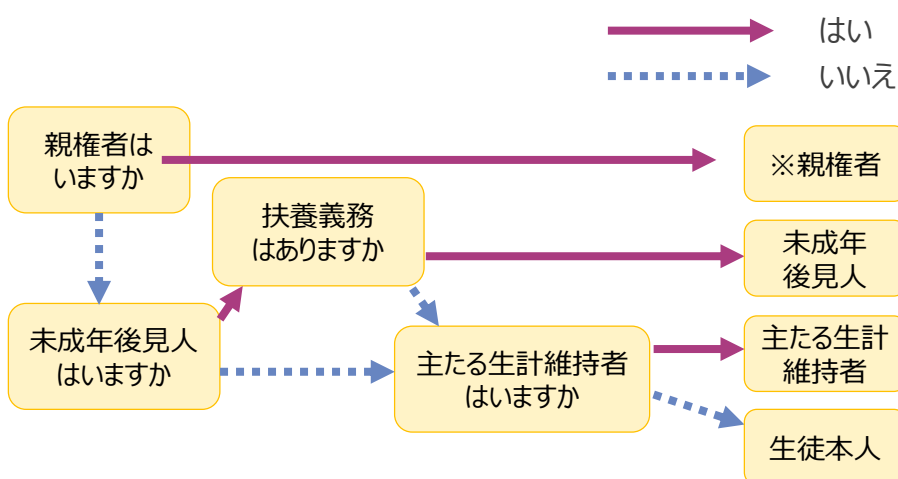 はい
いいえ
親権者は
いますか
※親権者
扶養義務
はありますか
未成年
後見人
未成年後見人
はいますか
主たる生計維持者
はいますか
主たる生計
維持者
生徒本人